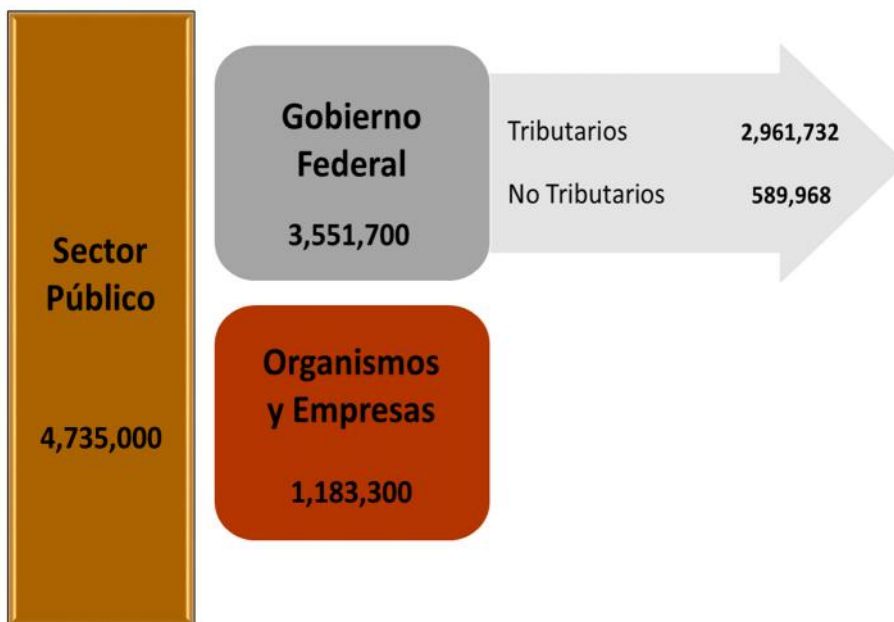 Sector
Público
4,735,000
Gobierno
Federal
3,551,700
Tributarios 2,961,732
No Tributarios 589,968
Organismos
y Empresas
1,183,300